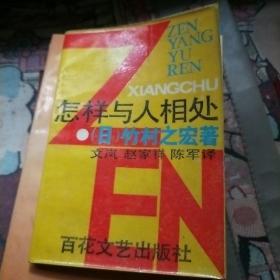 ZEN
YANG
YU
REN
XIANGCHU
怎样与人相处
(日)竹村之宏著
文岚 赵家祥 陈军译
ZEN
百花文艺出版社